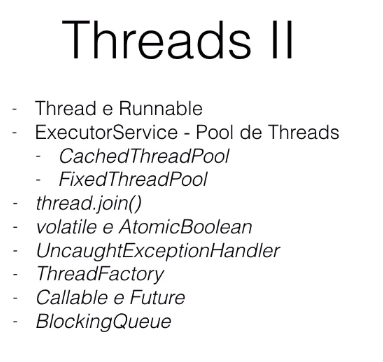 Threads II
- Thread e Runnable
- ExecutorService - Pool de Threads
- CachedThreadPool
- FixedThreadPool
- thread.join()
- volatile e AtomicBoolean
- UncaughtExceptionHandler
- ThreadFactory
- Callable e Future
- BlockingQueue